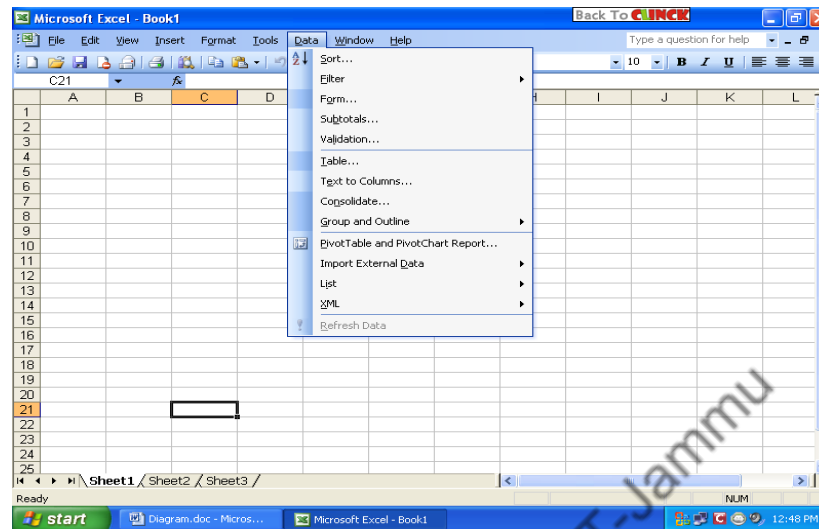 Microsoft Excel - Book1
Back To CLINCK
File Edit View Insert Format Tools Data Window Help
Type a question for help
10 B I U
C21 fx
A B C D H I J K L
Sort...
Filter
Form...
Subtotals...
Validation...
Table...
Text to Columns...
Consolidate...
Group and Outline
PivotTable and PivotChart Report...
Import External Data
List
XML
Refresh Data
1
2
3
4
5
6
7
8
9
10
11
12
13
14
15
16
17
18
19
20
21
22
23
24
25
Sheet1 / Sheet2 / Sheet3 /
Ready NUM
start Diagram.doc - Micros... Microsoft Excel - Book1 12:48 PM
T-Jammu